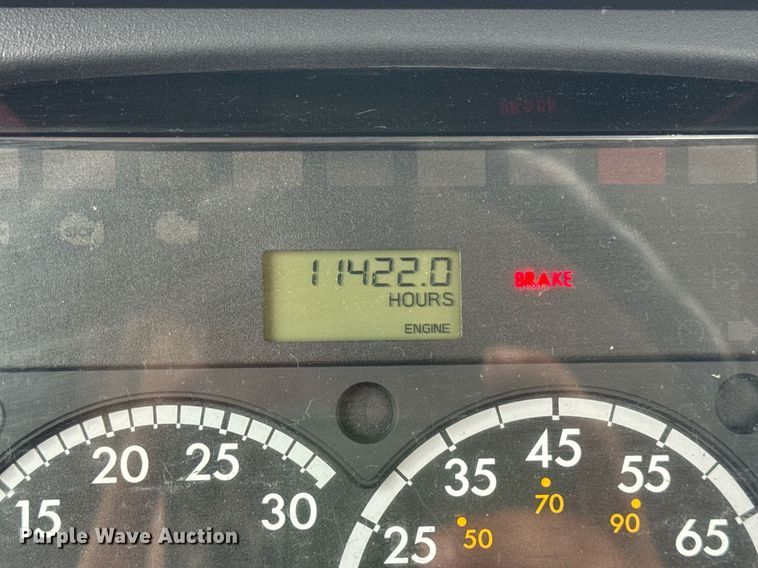 11422.0
HOURS
ENGINE
BRAKE
15 20 25 30
25 35 45 55 65
50 70 90
Purple Wave Auction